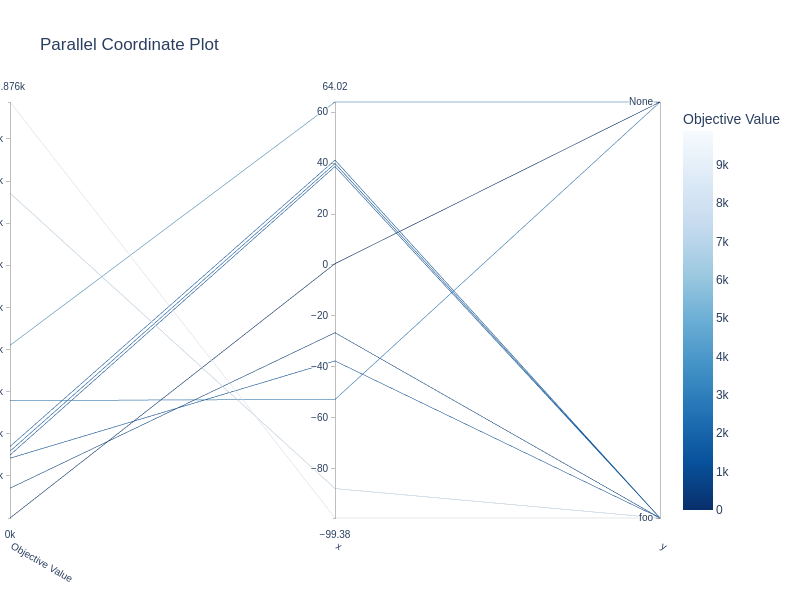 Parallel Coordinate Plot
.876k
64.02
None
Objective Value
60
40
20
0
−20
−40
−60
−80
foo
k
k
k
k
k
k
k
k
k
9k
8k
7k
6k
5k
4k
3k
2k
1k
0
0k
−99.38
Objective Value
x
y